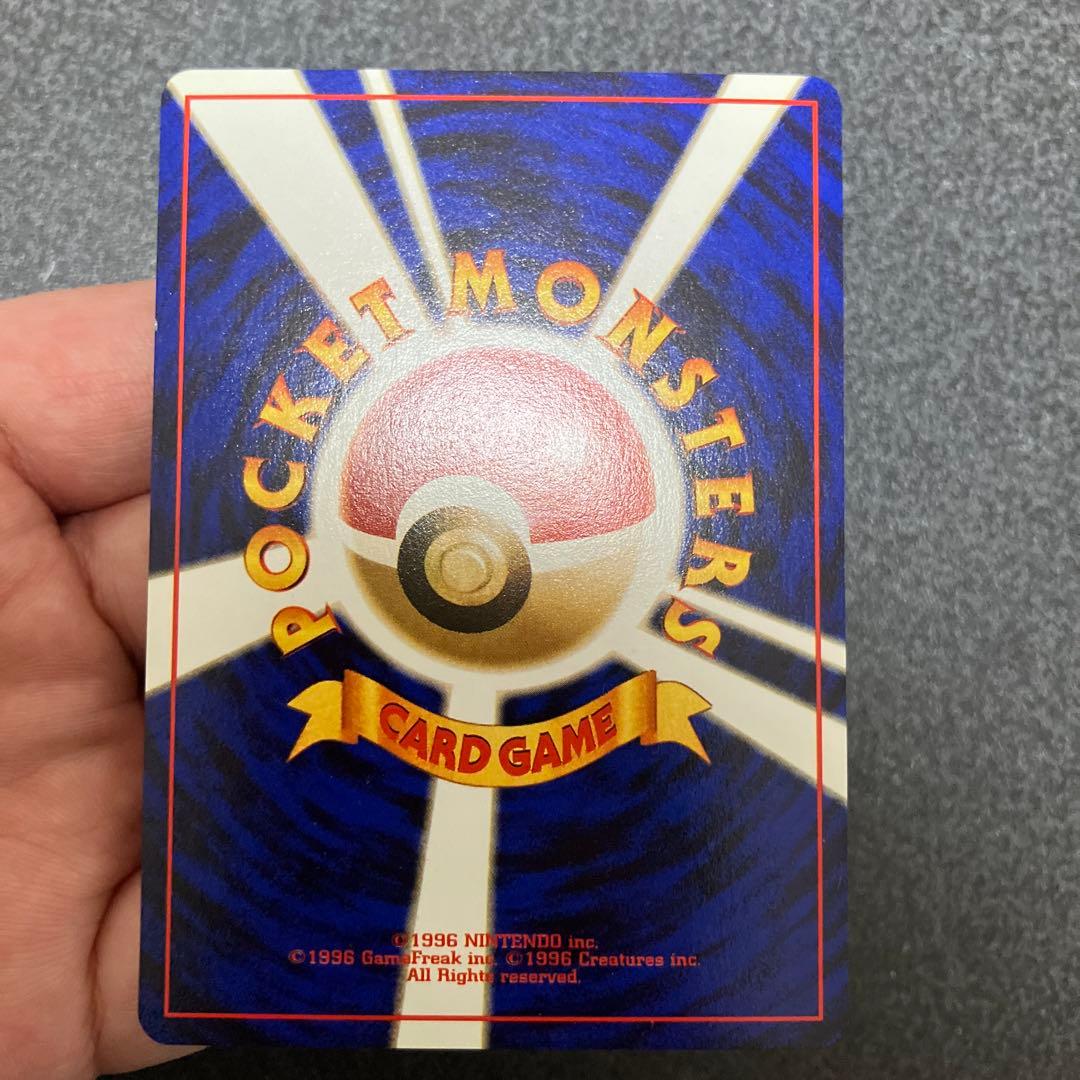 POCKET MONSTERS
CARD GAME
©1996 NINTENDO inc.
©1996 GameFreak inc. ©1996 Creatures inc.
All Rights reserved.